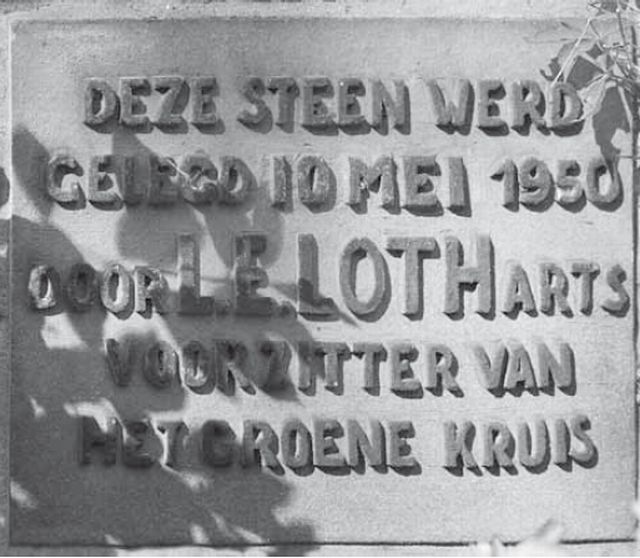 DEZE STEEN WERD
GELEGD 10 MEI 1950
DOOR L.E. LOTH ARTS
VOORZITTER VAN
HET GROENE KRUIS